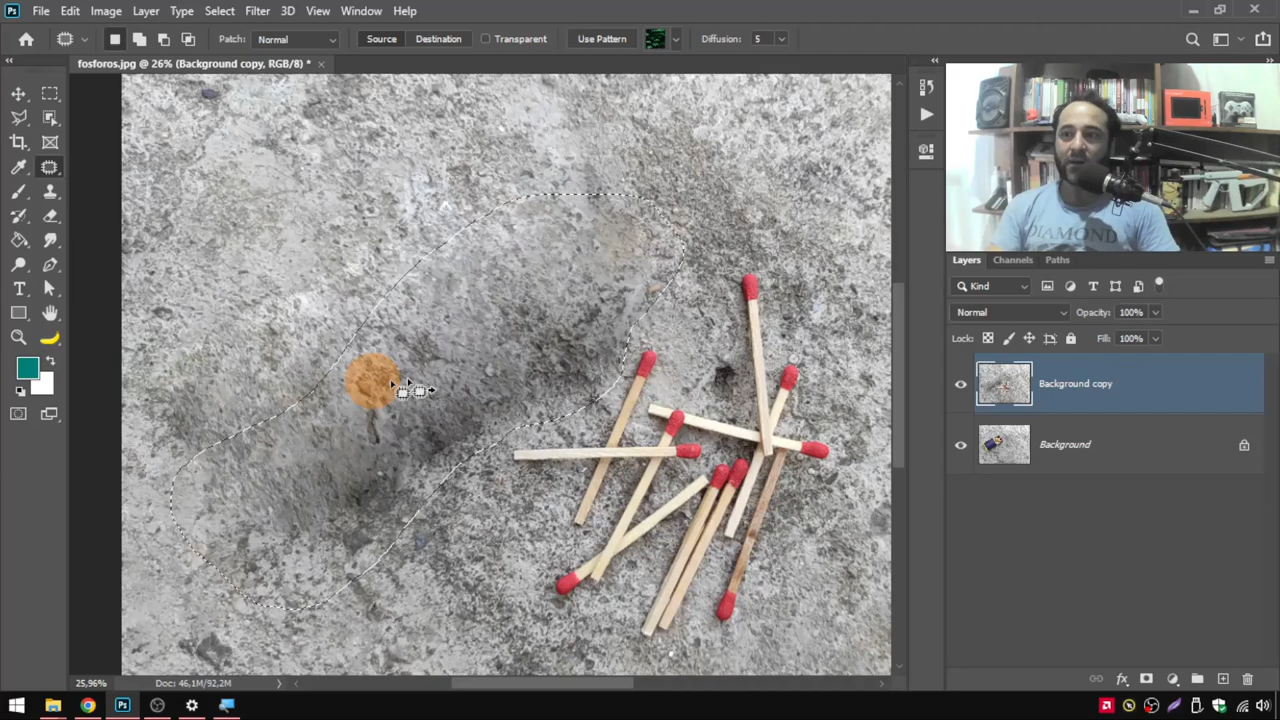 Ps File Edit Image Layer Type Select Filter 3D View Window Help
Patch: Normal Source Destination Transparent Use Pattern Diffusion: 5
fosforos.jpg @ 26% (Background copy, RGB/8) *
DIAMOND
Layers Channels Paths
Kind
Normal Opacity: 100%
Lock: Fill: 100%
Background copy
Background
25,96% Doc: 46,1M/92,2M
Ps